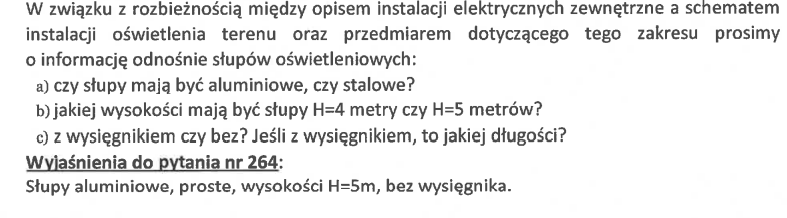 W związku z rozbieżnością między opisem instalacji elektrycznych zewnętrzne a schematem
instalacji oświetlenia terenu oraz przedmiarem dotyczącego tego zakresu prosimy
o informację odnośnie słupów oświetleniowych:
a) czy słupy mają być aluminiowe, czy stalowe?
b) jakiej wysokości mają być słupy H=4 metry czy H=5 metrów?
c) z wysięgnikiem czy bez? Jeśli z wysięgnikiem, to jakiej długości?
Wyjaśnienia do pytania nr 264:
Słupy aluminiowe, proste, wysokości H=5m, bez wysięgnika.